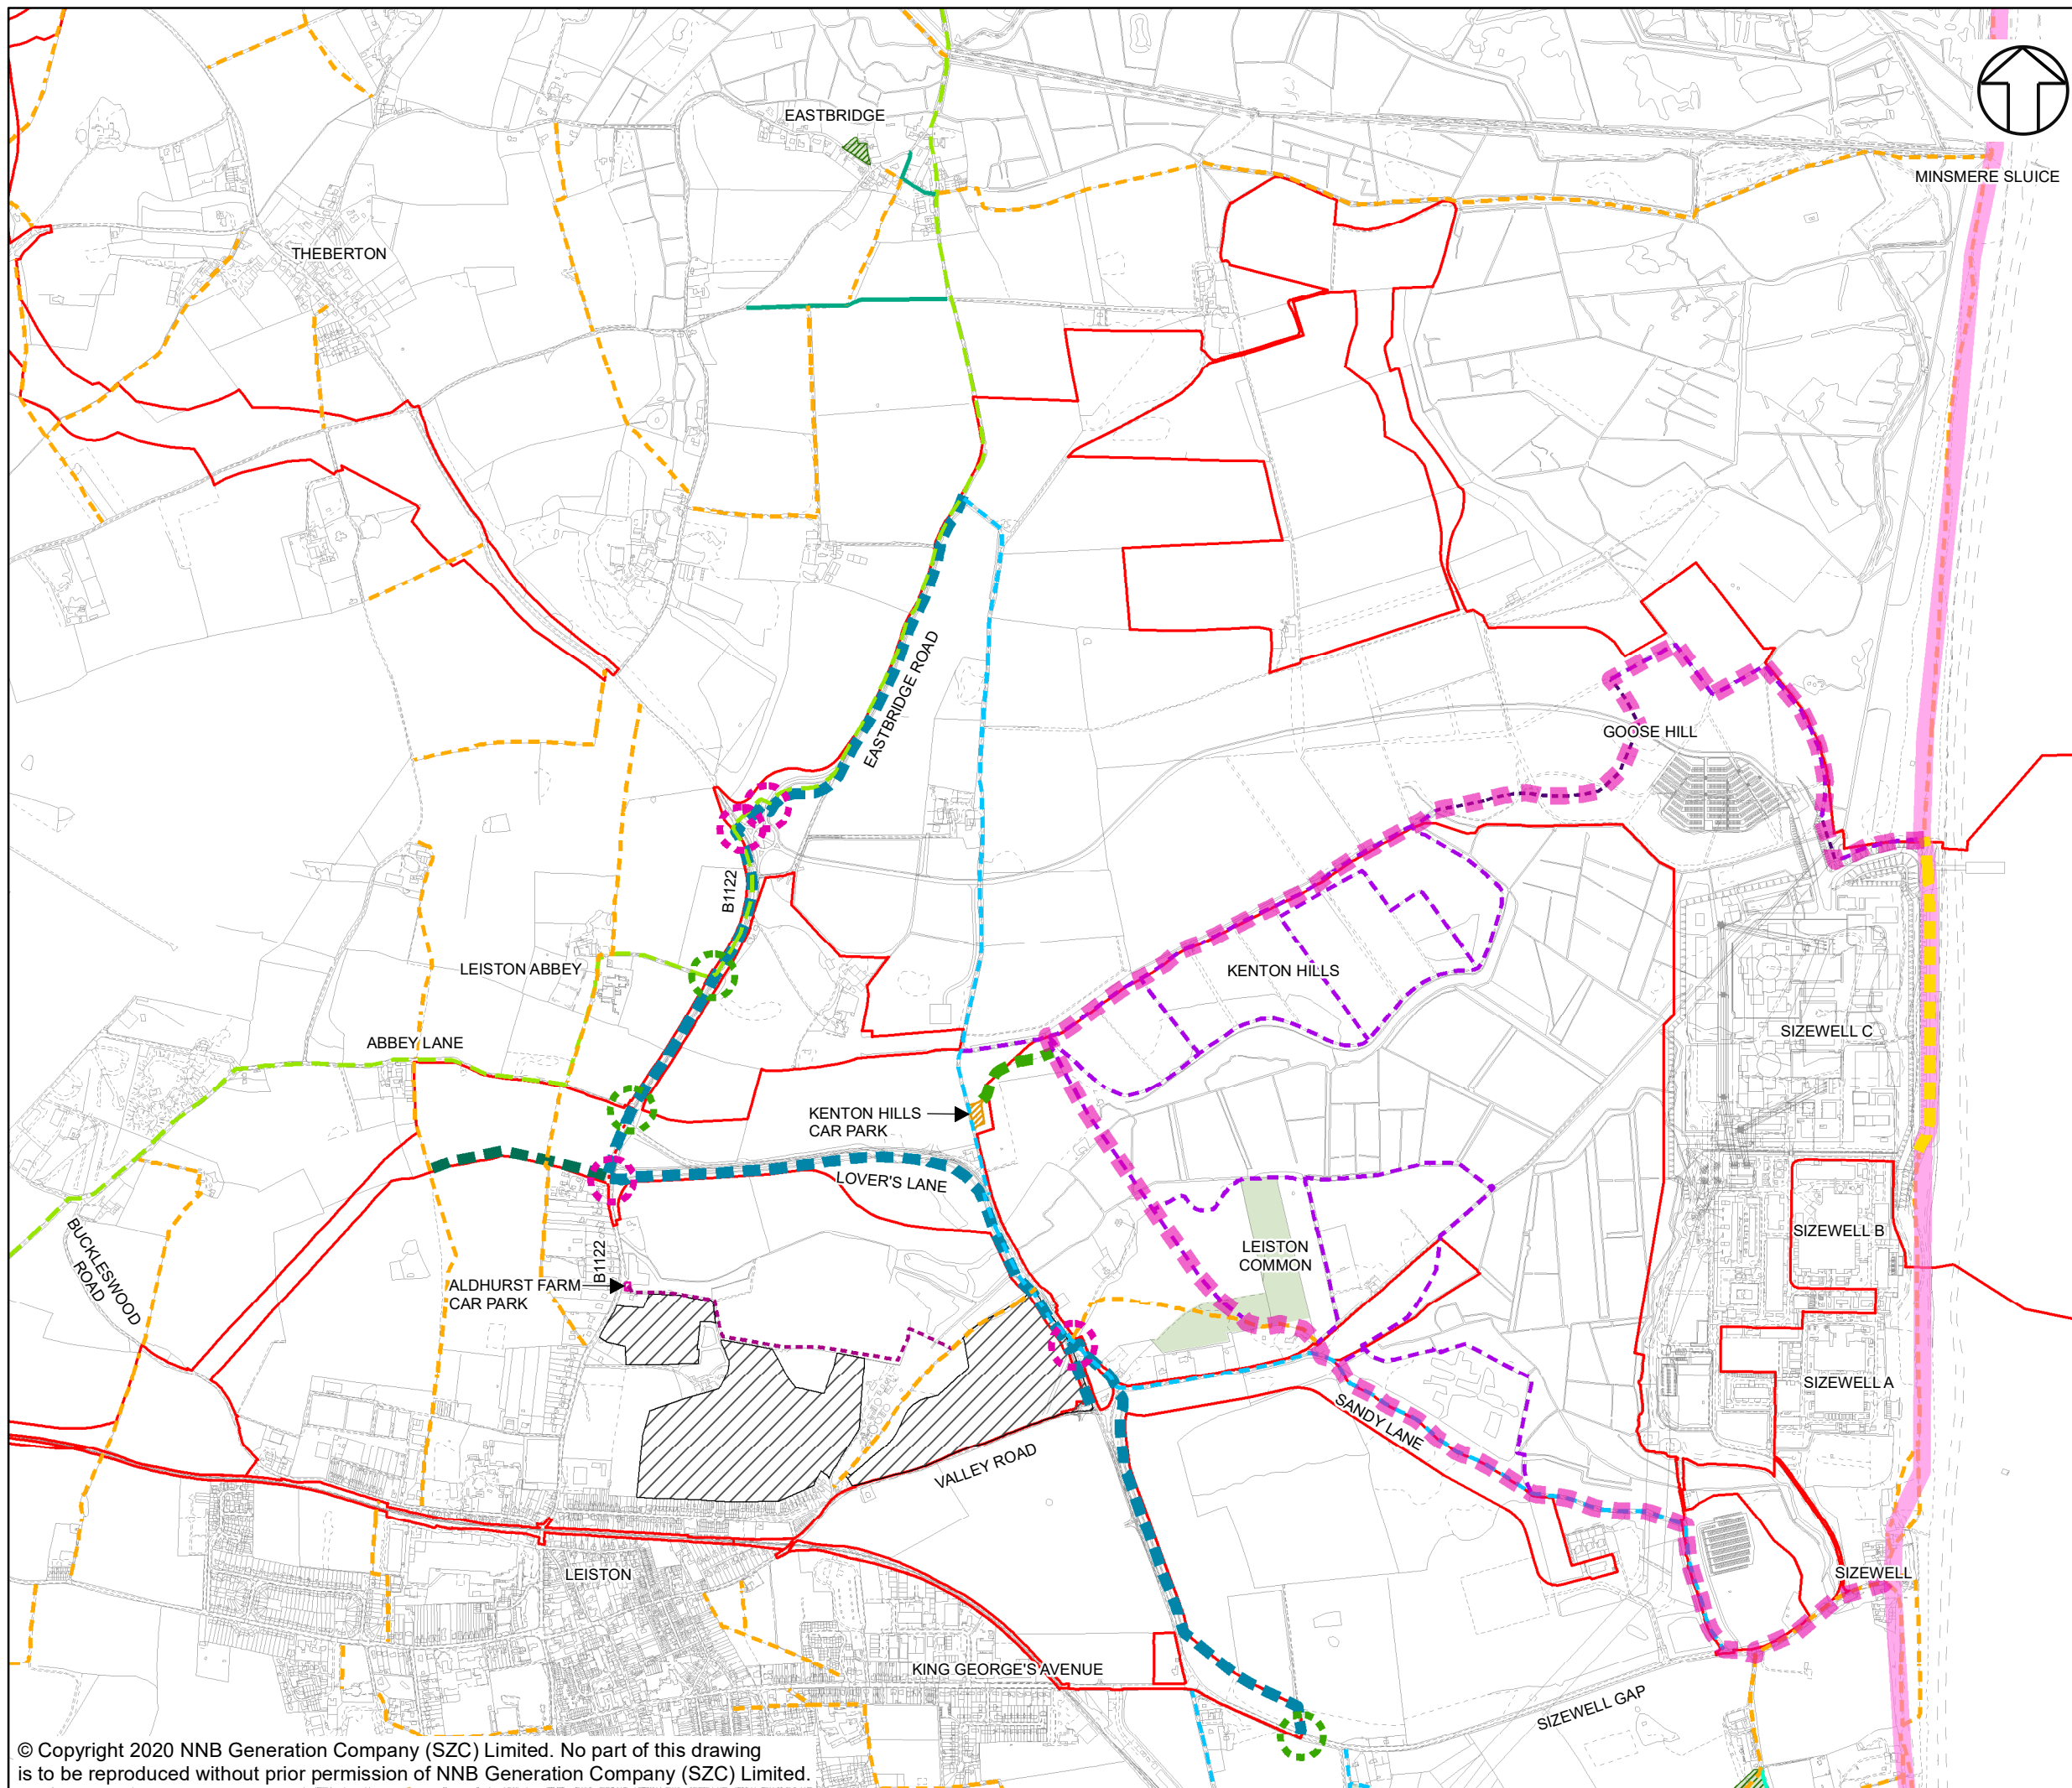 EASTBRIDGE
MINSMERE SLUICE
THEBERTON
EASTBRIDGE ROAD
GOOSE HILL
B1122
LEISTON ABBEY
KENTON HILLS
SIZEWELL C
ABBEY LANE
KENTON HILLS
CAR PARK
LOVER'S LANE
BUCKLESWOOD
ROAD
B1122
LEISTON
COMMON
SIZEWELL B
ALDHURST FARM
CAR PARK
SIZEWELL A
SANDY LANE
VALLEY ROAD
LEISTON
SIZEWELL
KING GEORGE'S AVENUE
SIZEWELL GAP
© Copyright 2020 NNB Generation Company (SZC) Limited. No part of this drawing
is to be reproduced without prior permission of NNB Generation Company (SZC) Limited.